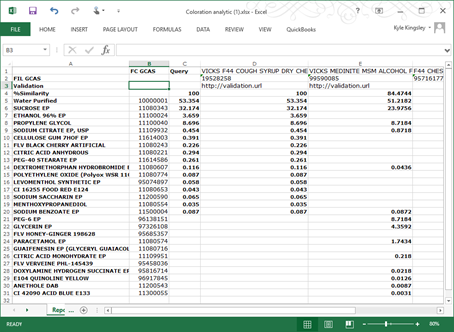 Coloration analytic (1).xlsx - Excel
FILE HOME INSERT PAGE LAYOUT FORMULAS DATA REVIEW VIEW QuickBooks Kyle Kingsley
B3
A B C D E
1 FC GCAS Query VICKS F44 COUGH SYRUP DRY CHE VICKS MEDINITE MSM ALCOHOL F F44 CHES
2 FIL GCAS 19528258 99590085 95716177
3 Validation http://validation.url http://validation.url
4 %Similarity 100 100 84.4744
5 Water Purified 10000001 53.354 53.354 51.2182
6 SUCROSE EP 11080343 32.174 32.174 23.9756
7 ETHANOL 96% EP 11100024 3.659 3.659
8 PROPYLENE GLYCOL 11100040 8.696 8.696 8.7184
9 SODIUM CITRATE EP, USP 11109932 0.454 0.454 0.8718
10 CELLULOSE GUM 7HOF EP 11614003 0.391 0.391
11 FLV BLACK CHERRY ARTIFICIAL 11080243 0.226 0.226
12 CITRIC ACID ANHYDROUS 11080221 0.294 0.294
13 PEG-40 STEARATE EP 11614586 0.261 0.261
14 DEXTROMETHORPHAN HYDROBROMIDE 11080607 0.116 0.116 0.0436
15 POLYETHYLENE OXIDE (Polyox WSR 11080774 0.087 0.087
16 LEVOMENTHOL SYNTHETIC EP 95074897 0.058 0.058
17 CI 16255 FOOD RED E124 11080653 0.043 0.043
18 SODIUM SACCHARIN EP 11200590 0.065 0.065
19 MENTHOXYPROPANEDIOL 11080554 0.035 0.035
20 SODIUM BENZOATE EP 11500004 0.087 0.087 0.0872
21 PEG-6 EP 96138151 8.7184
22 GLYCERIN EP 97326108 4.3592
23 FLV HONEY-GINGER 198628 95685357
24 PARACETAMOL EP 11080574 1.7434
25 GUAIFENESIN EP (GLYCERYL GUAIACOL 11080716
26 CITRIC ACID MONOHYDRATE EP 11109951 0.218
27 FLV VERVEINE PHL-145439 95458036
28 DOXYLAMINE HYDROGEN SUCCINATE EP 95816714 0.0218
29 E104 QUINOLINE YELLOW 96917845 0.0126
30 ANETHOLE DAB 11200543 0.0087
31 CI 42090 ACID BLUE E133 11300055 0.0031
Repo ...
READY 80%